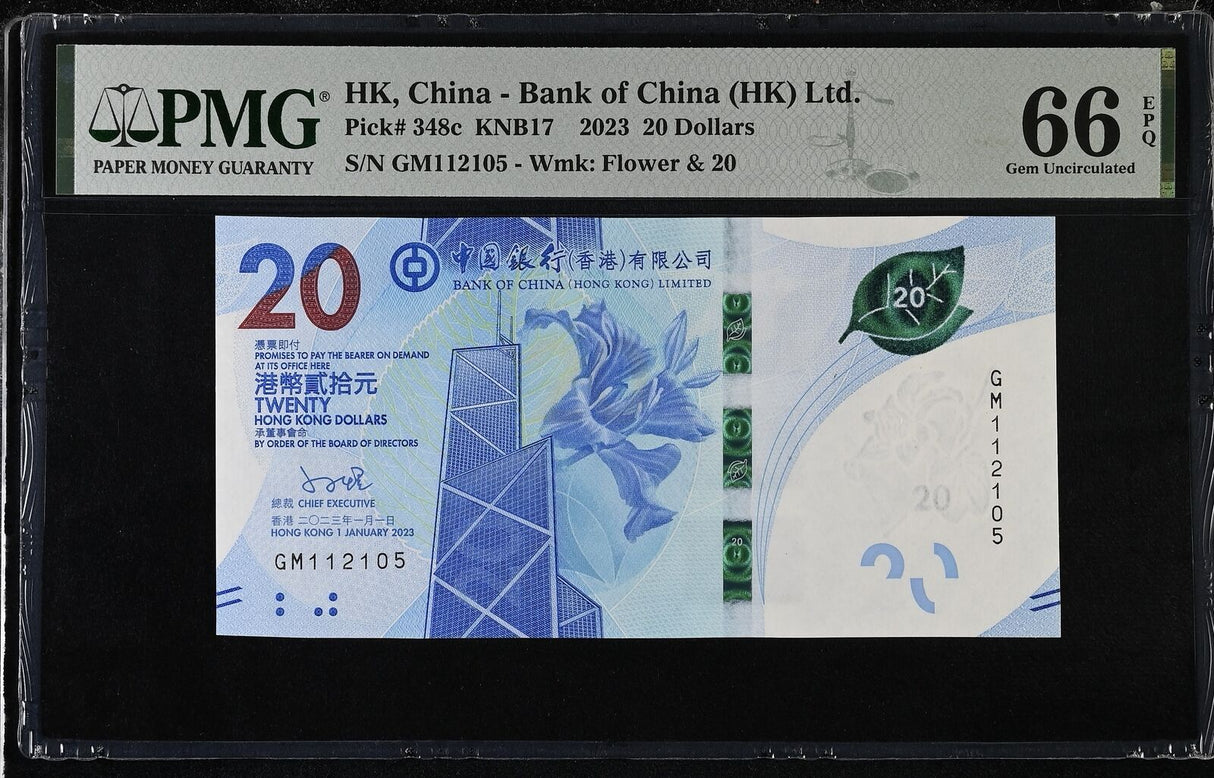 PMG®
PAPER MONEY GUARANTY
HK, China - Bank of China (HK) Ltd.
Pick# 348c KNB17 2023 20 Dollars
S/N GM112105 - Wmk: Flower & 20
66
EPQ
Gem Uncirculated
20
中国銀行(香港)有限公司
BANK OF CHINA (HONG KONG) LIMITED
憑票即付
PROMISES TO PAY THE BEARER ON DEMAND
AT ITS OFFICE HERE
港幣貳拾元
TWENTY
HONG KONG DOLLARS
承董事會命
BY ORDER OF THE BOARD OF DIRECTORS
總裁 CHIEF EXECUTIVE
香港 二〇二三年一月一日
HONG KONG 1 JANUARY 2023
GM112105
20
20
GM112105
20